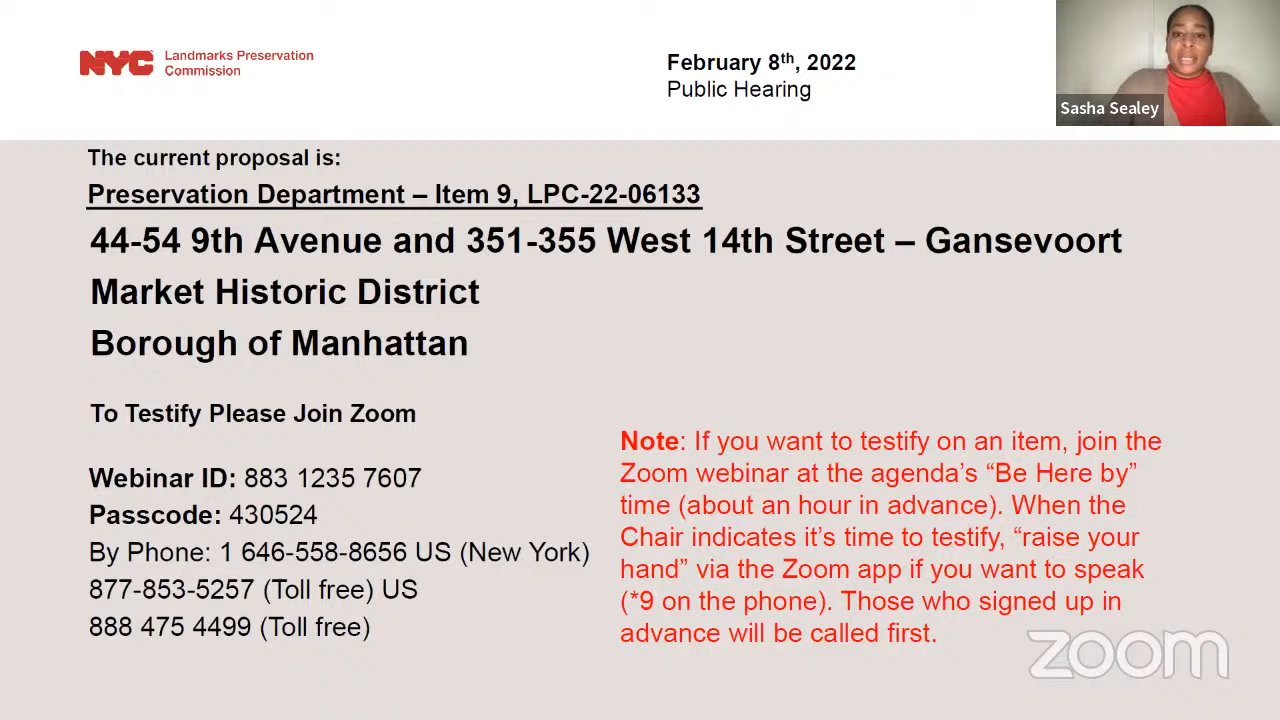 NYC Landmarks Preservation
Commission
February 8th, 2022
Public Hearing
Sasha Sealey
The current proposal is:
Preservation Department – Item 9, LPC-22-06133
44-54 9th Avenue and 351-355 West 14th Street – Gansevoort
Market Historic District
Borough of Manhattan
To Testify Please Join Zoom
Webinar ID: 883 1235 7607
Passcode: 430524
By Phone: 1 646-558-8656 US (New York)
877-853-5257 (Toll free) US
888 475 4499 (Toll free)
Note: If you want to testify on an item, join the
Zoom webinar at the agenda’s “Be Here by”
time (about an hour in advance). When the
Chair indicates it’s time to testify, “raise your
hand” via the Zoom app if you want to speak
(*9 on the phone). Those who signed up in
advance will be called first.
zoom